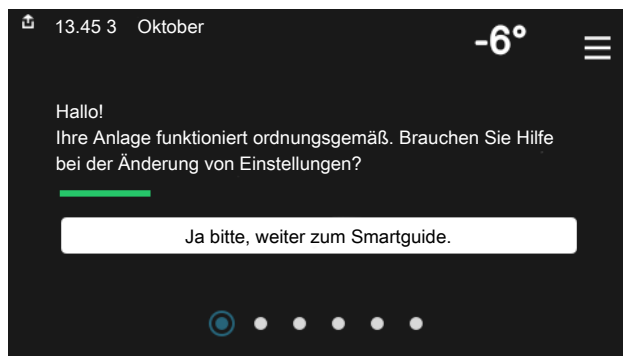 13.45 3 Oktober
-6°
Hallo!
Ihre Anlage funktioniert ordnungsgemäß. Brauchen Sie Hilfe
bei der Änderung von Einstellungen?
Ja bitte, weiter zum Smartguide.